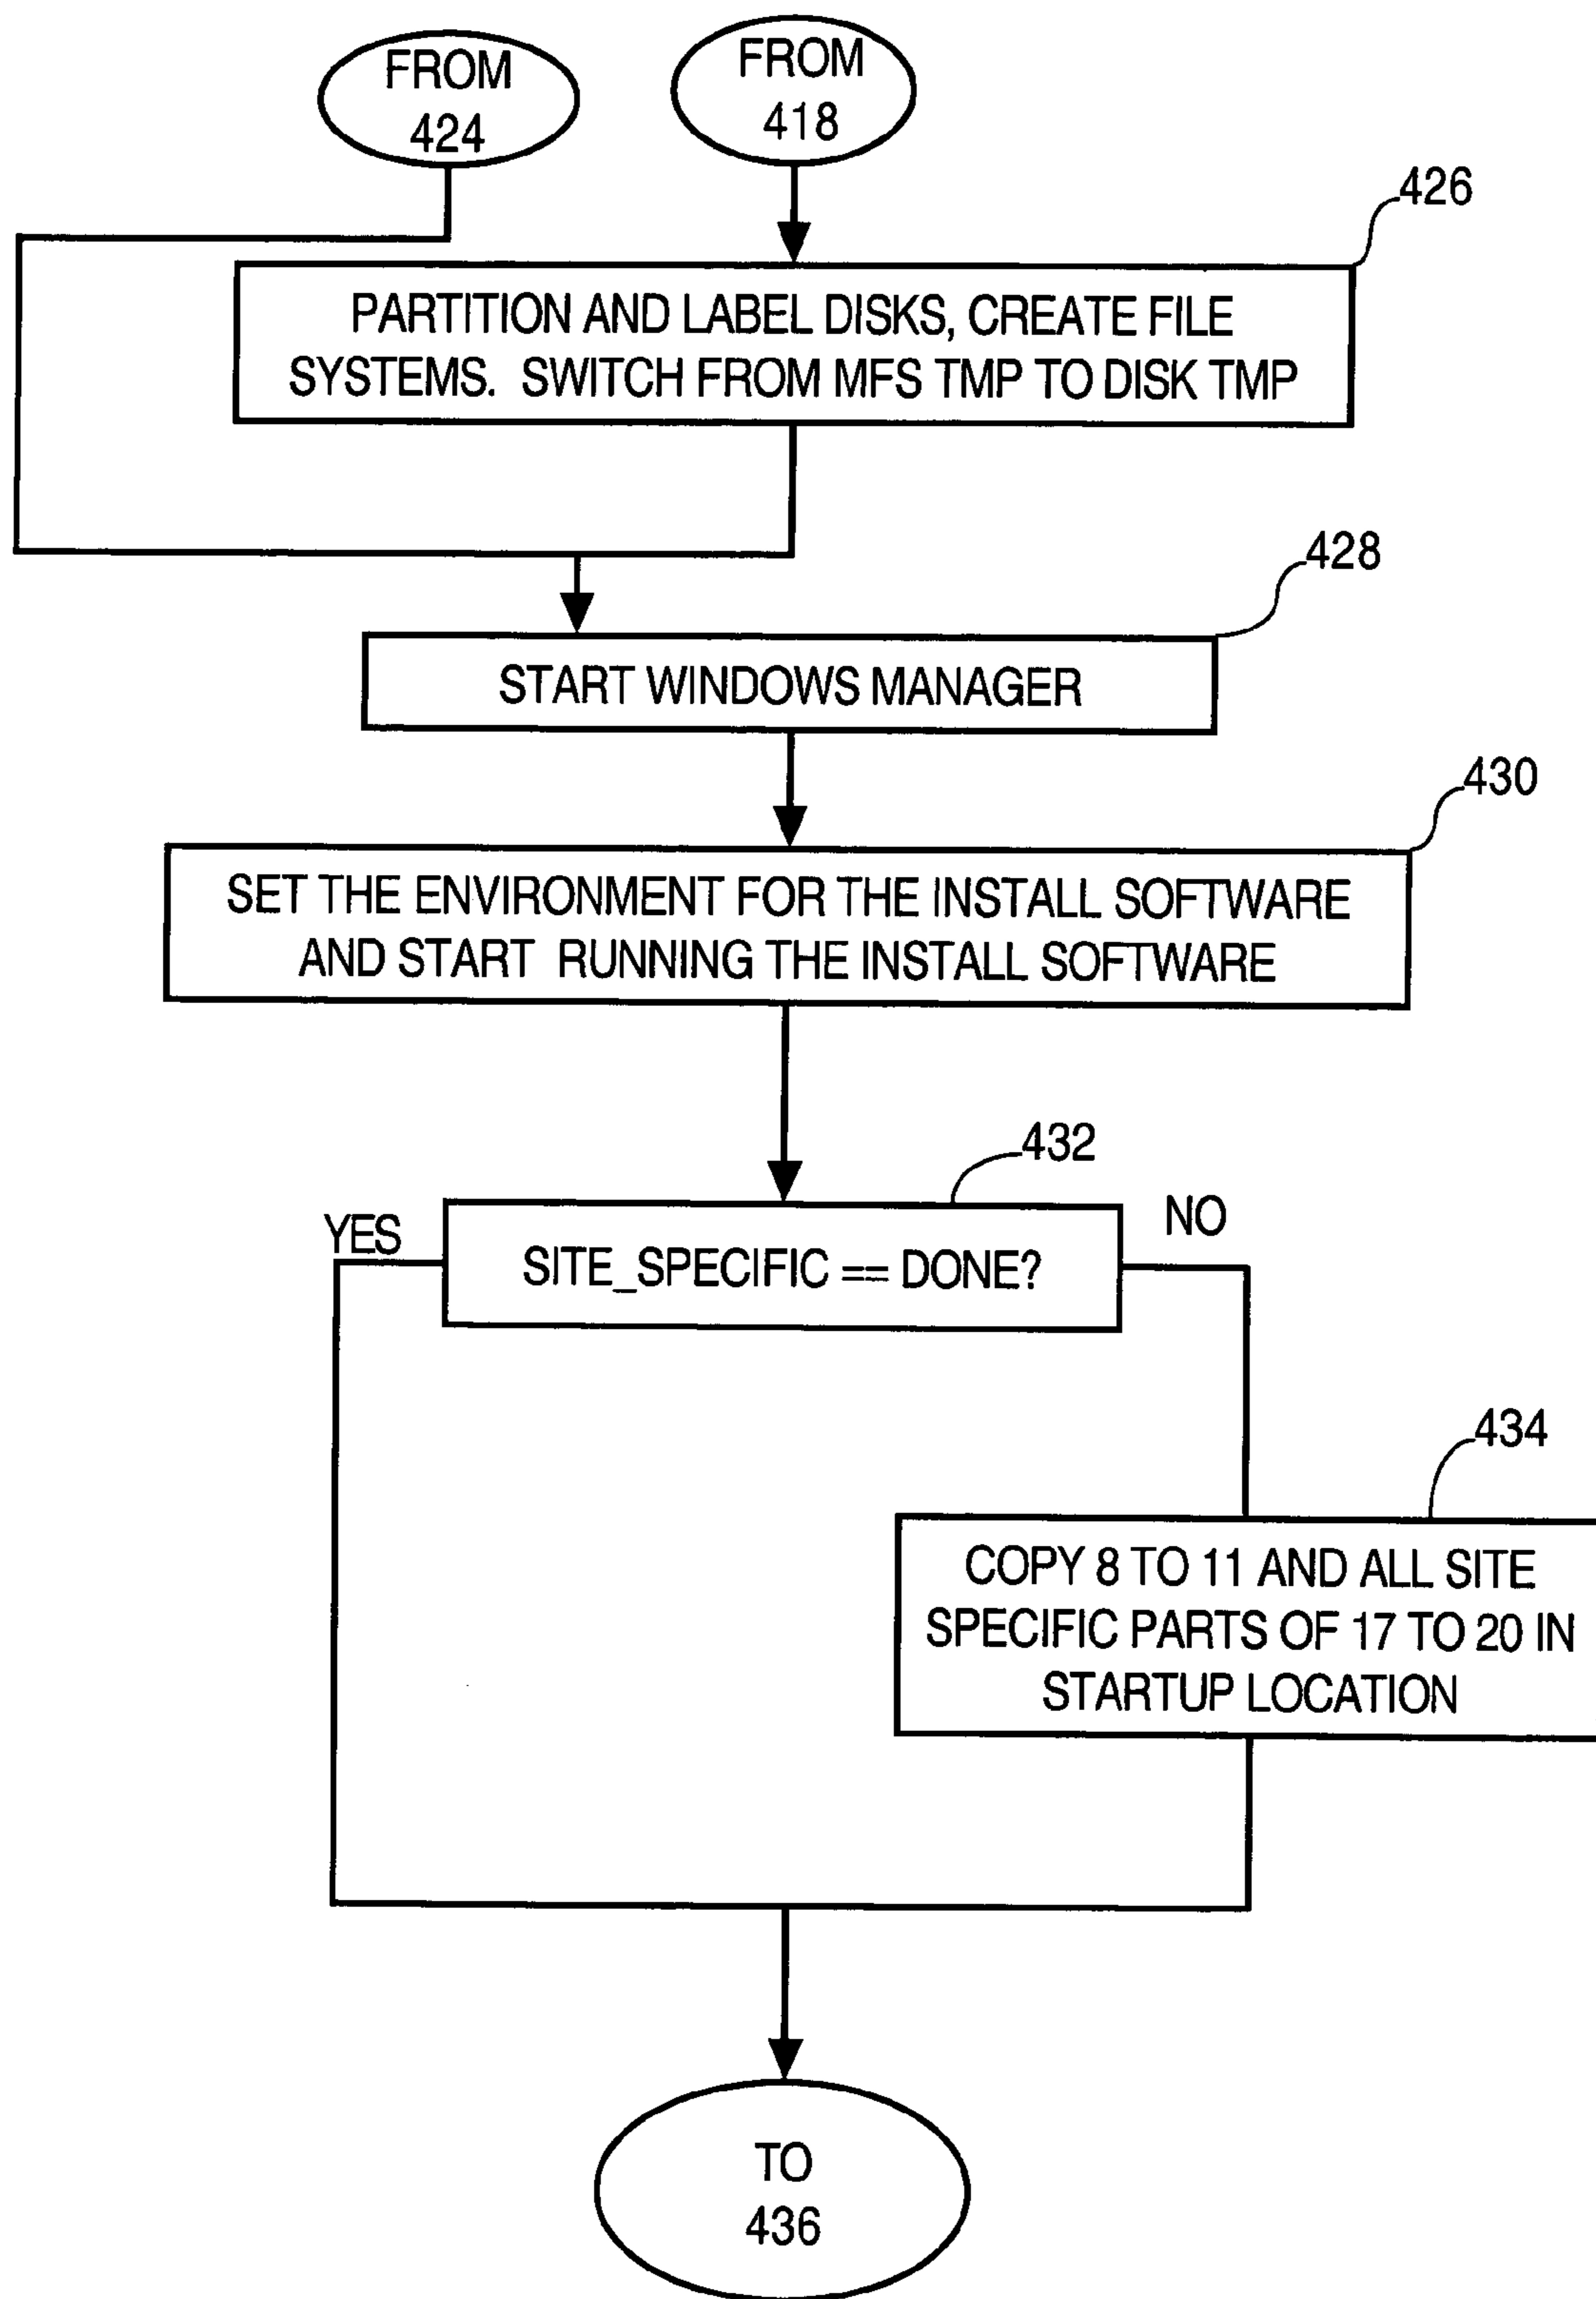 FROM
424
FROM
418
426
PARTITION AND LABEL DISKS, CREATE FILE
SYSTEMS. SWITCH FROM MFS TMP TO DISK TMP
428
START WINDOWS MANAGER
430
SET THE ENVIRONMENT FOR THE INSTALL SOFTWARE
AND START RUNNING THE INSTALL SOFTWARE
432
YES
NO
SITE_SPECIFIC == DONE?
434
COPY 8 TO 11 AND ALL SITE
SPECIFIC PARTS OF 17 TO 20 IN
STARTUP LOCATION
TO
436